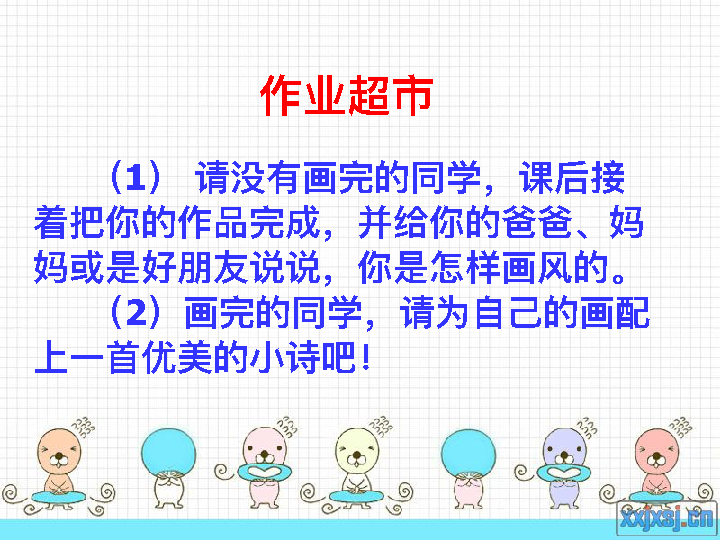 作业超市
（1） 请没有画完的同学，课后接
着把你的作品完成，并给你的爸爸、妈
妈或是好朋友说说，你是怎样画风的。
（2）画完的同学，请为自己的画配
上一首优美的小诗吧！
xxjxsj.cn